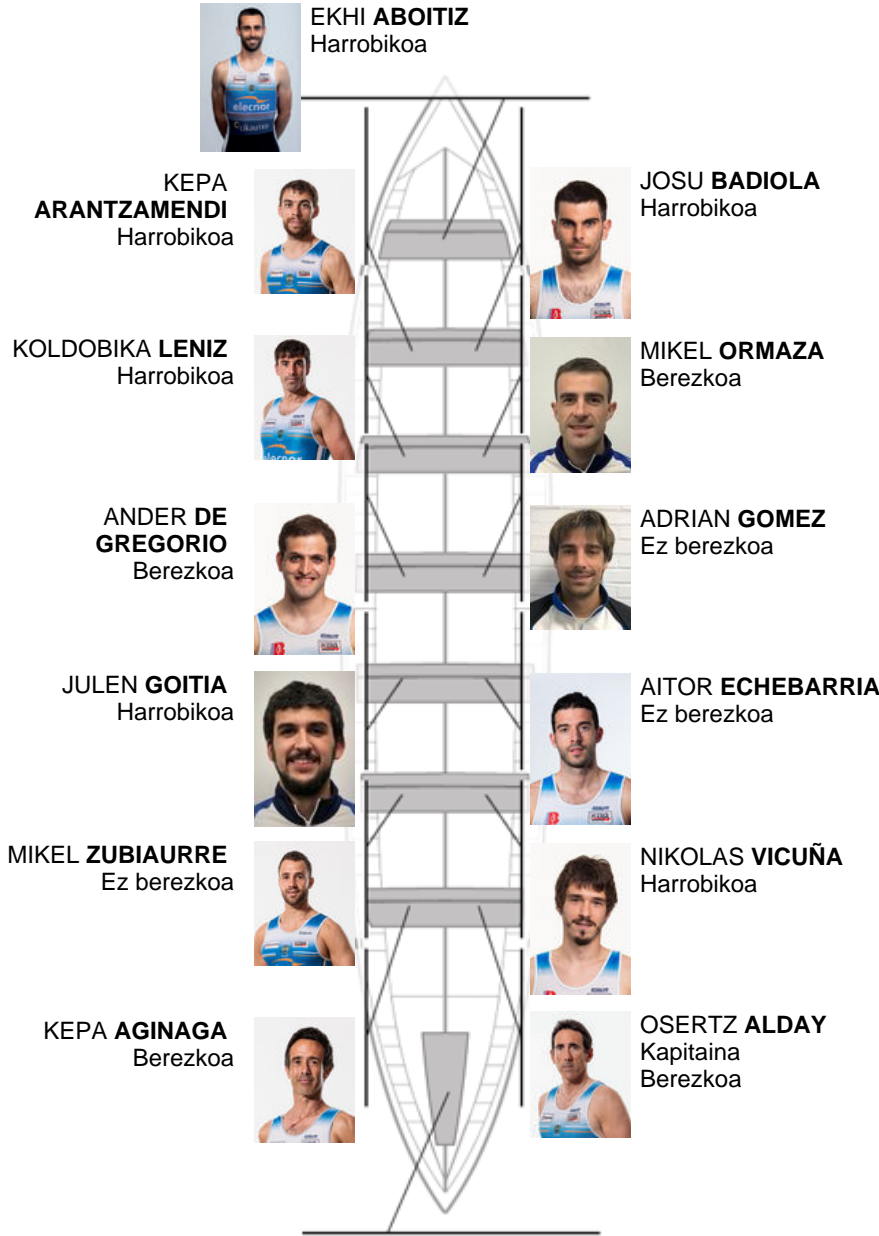 EKHI ABOITIZ
Harrobikoa
KEPA
ARANTZAMENDI
Harrobikoa
JOSU BADIOLA
Harrobikoa
KOLDOBIKA LENIZ
Harrobikoa
MIKEL ORMAZA
Berezkoa
ANDER DE
GREGORIO
Berezkoa
ADRIAN GOMEZ
Ez berezkoa
JULEN GOITIA
Harrobikoa
AITOR ECHEBARRIA
Ez berezkoa
MIKEL ZUBIAURRE
Ez berezkoa
NIKOLAS VICUÑA
Harrobikoa
KEPA AGINAGA
Berezkoa
OSERTZ ALDAY
Kapitaina
Berezkoa
elecnor
elecnor